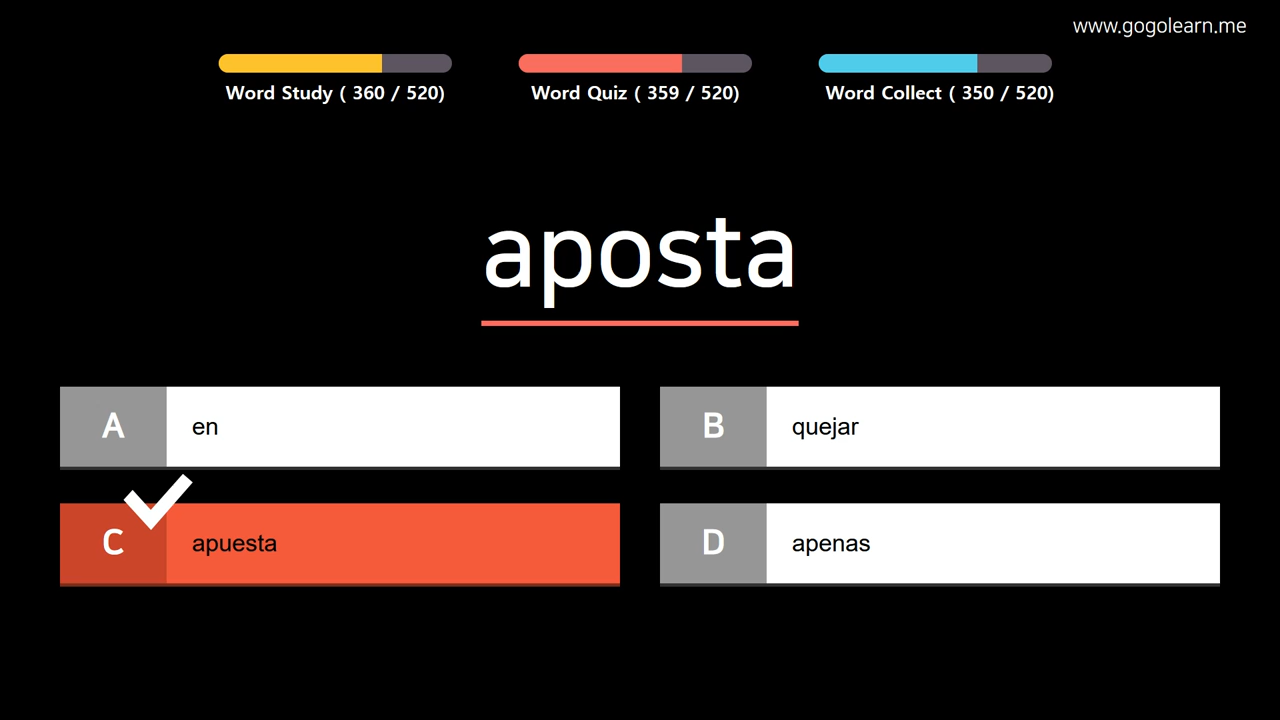 www.gogolearn.me
Word Study ( 360 / 520)
Word Quiz ( 359 / 520)
Word Collect ( 350 / 520)
aposta
A en
B quejar
C apuesta
D apenas